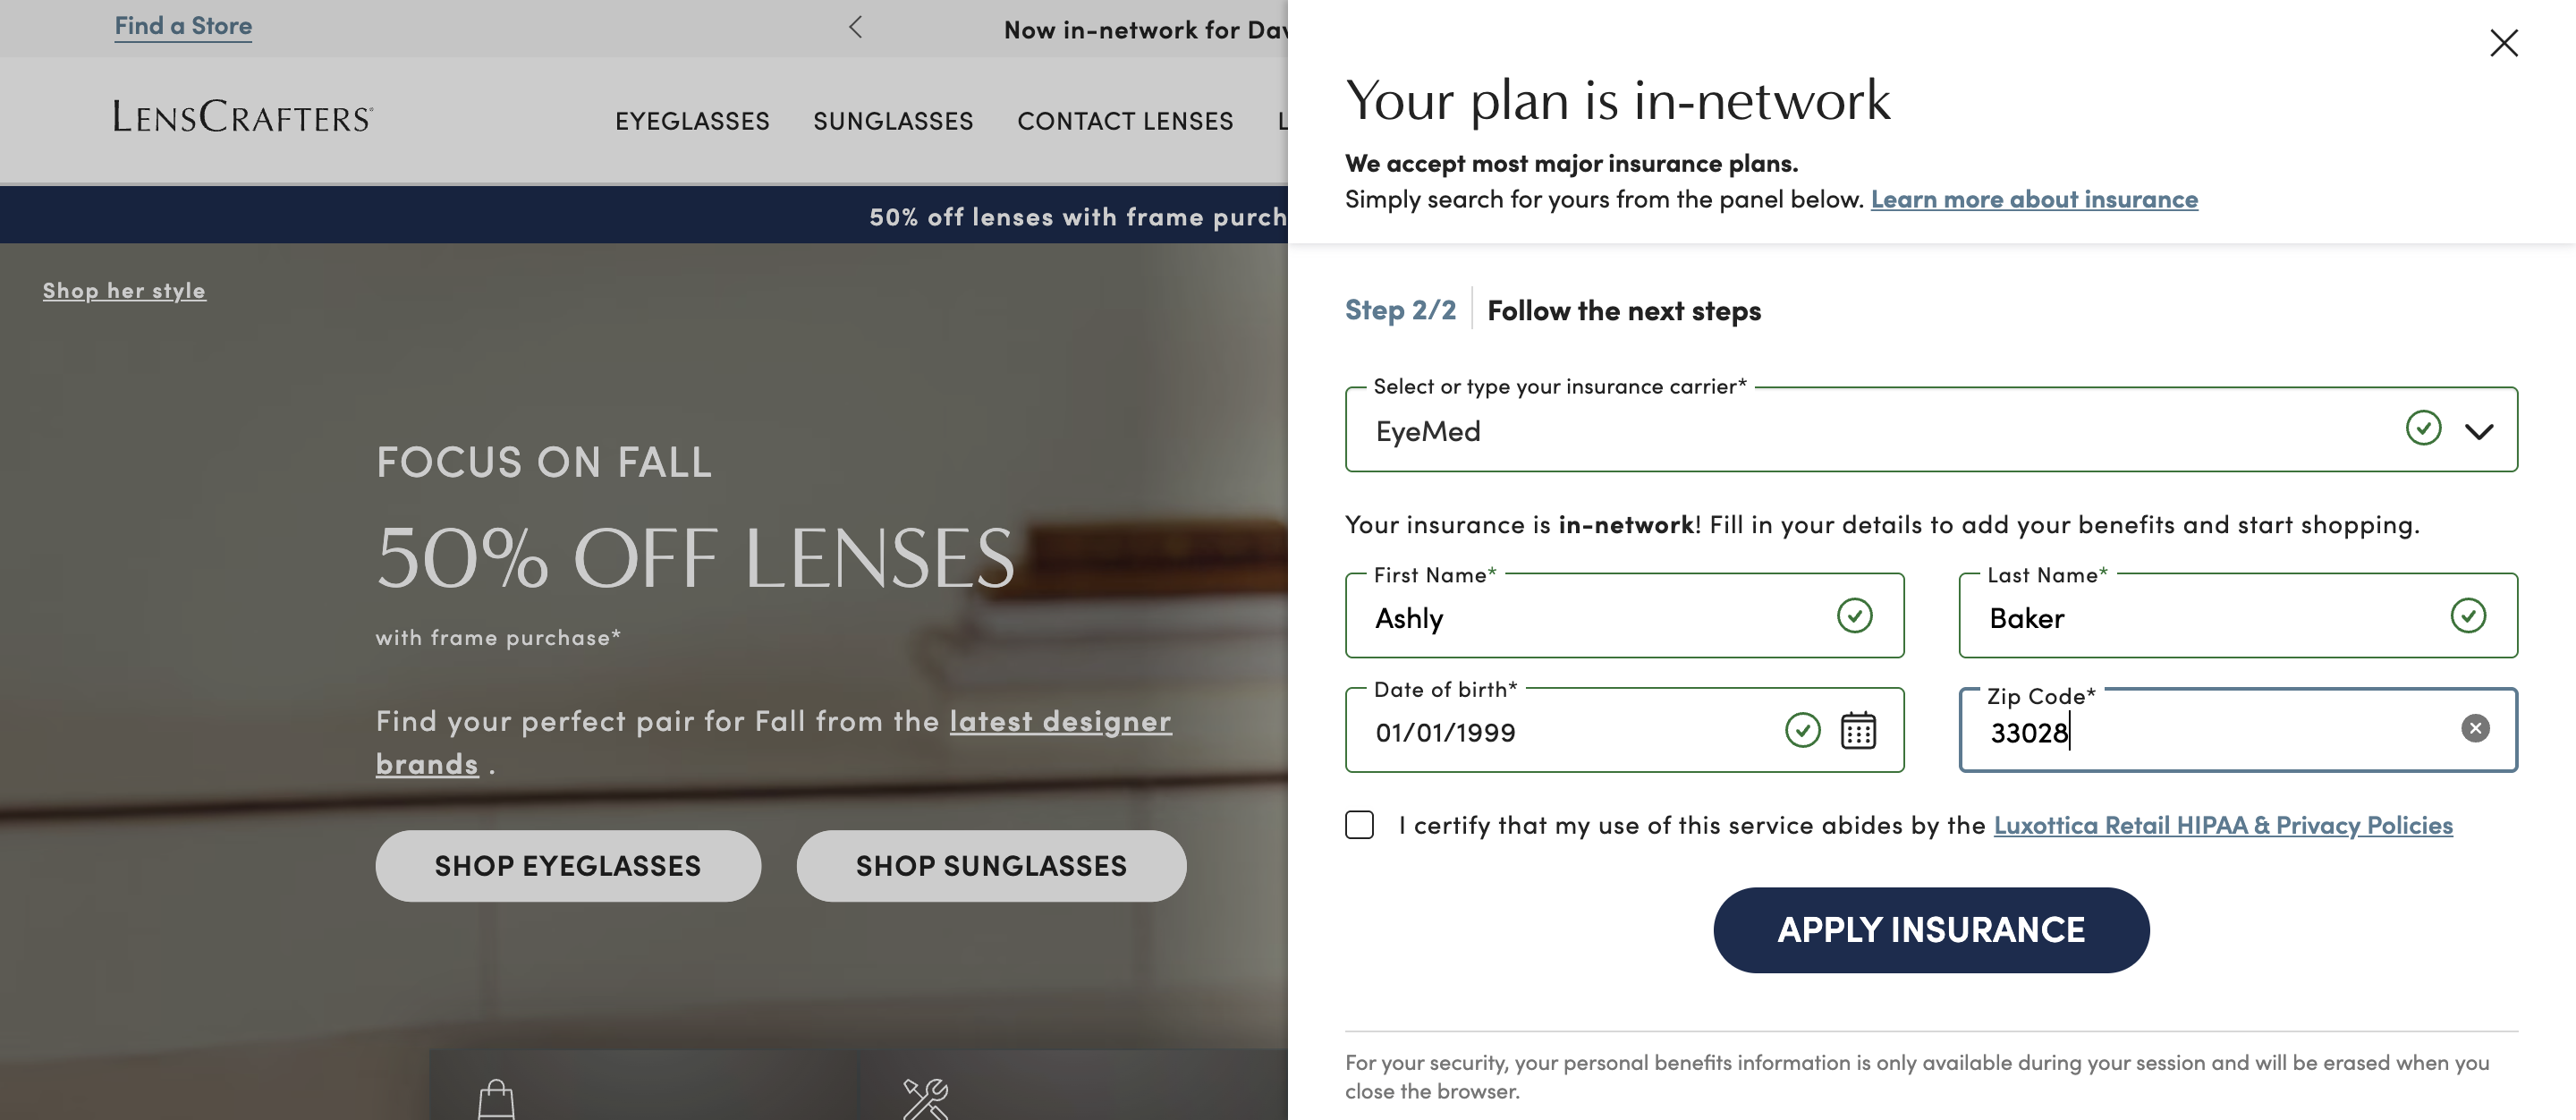 Find a Store
Now in-network for
LENSCRAFTERS
EYEGLASSES SUNGLASSES CONTACT LENSES
50% off lenses with frame
Shop her style
FOCUS ON FALL
50% OFF LENSES
with frame purchase*
Find your perfect pair for Fall from the latest designer
brands .
SHOP EYEGLASSES SHOP SUNGLASSES
Your plan is in-network
We accept most major insurance plans.
Simply search for yours from the panel below. Learn more about insurance
Step 2/2 Follow the next steps
Select or type your insurance carrier*
EyeMed
Your insurance is in-network! Fill in your details to add your benefits and start shopping.
First Name* Last Name*
Ashly Baker
Date of birth* Zip Code*
01/01/1999 33028
I certify that my use of this service abides by the Luxottica Retail HIPAA & Privacy Policies
APPLY INSURANCE
For your security, your personal benefits information is only available during your session and will be erased when you
close the browser.